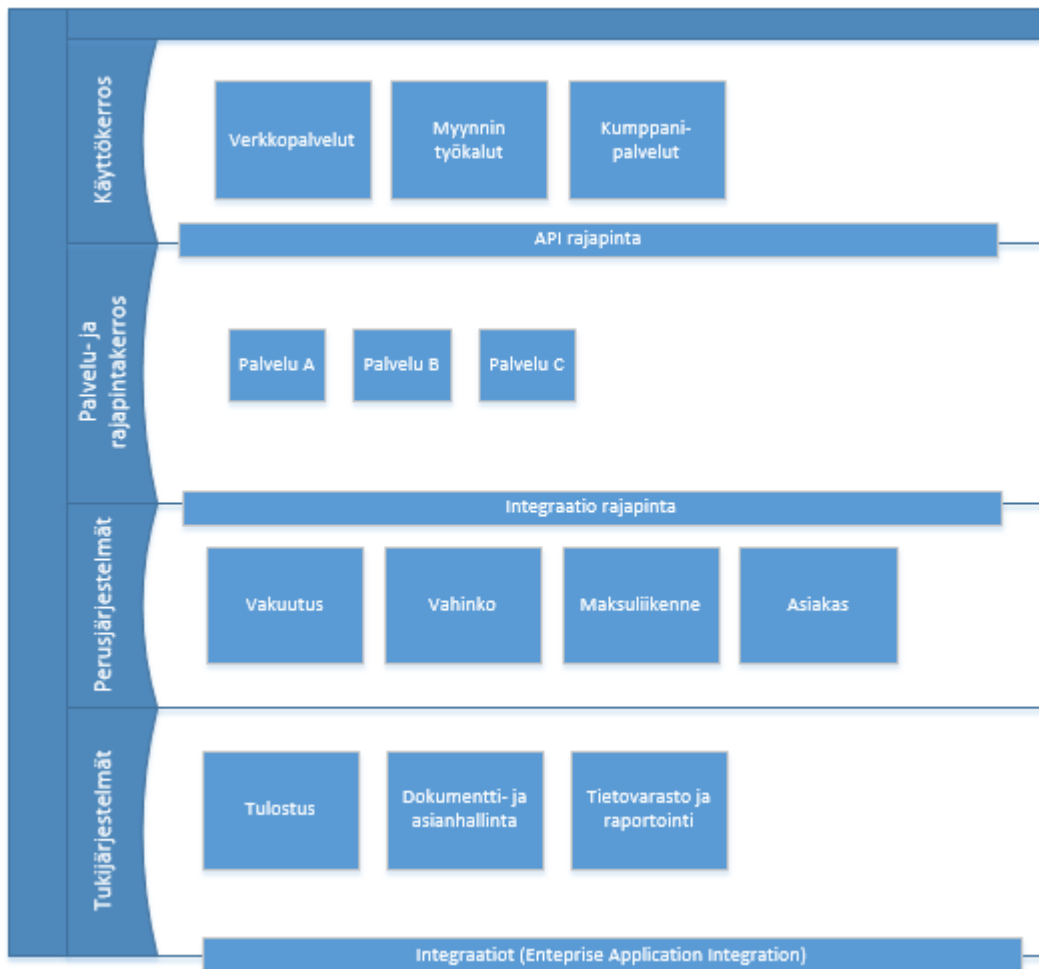 Käyttökerros
Verkkopalvelut
Myynnin
työkalut
Kumppani-
palvelut
API rajapinta
Palvelu- ja
rajapintakerros
Palvelu A
Palvelu B
Palvelu C
Integraatio rajapinta
Perusjärjestelmät
Vakuutus
Vahinko
Maksuliikenne
Asiakas
Tukijärjestelmät
Tulostus
Dokumentti- ja
asianhallinta
Tietovarasto ja
raportointi
Integraatiot (Enteprise Application Integration)